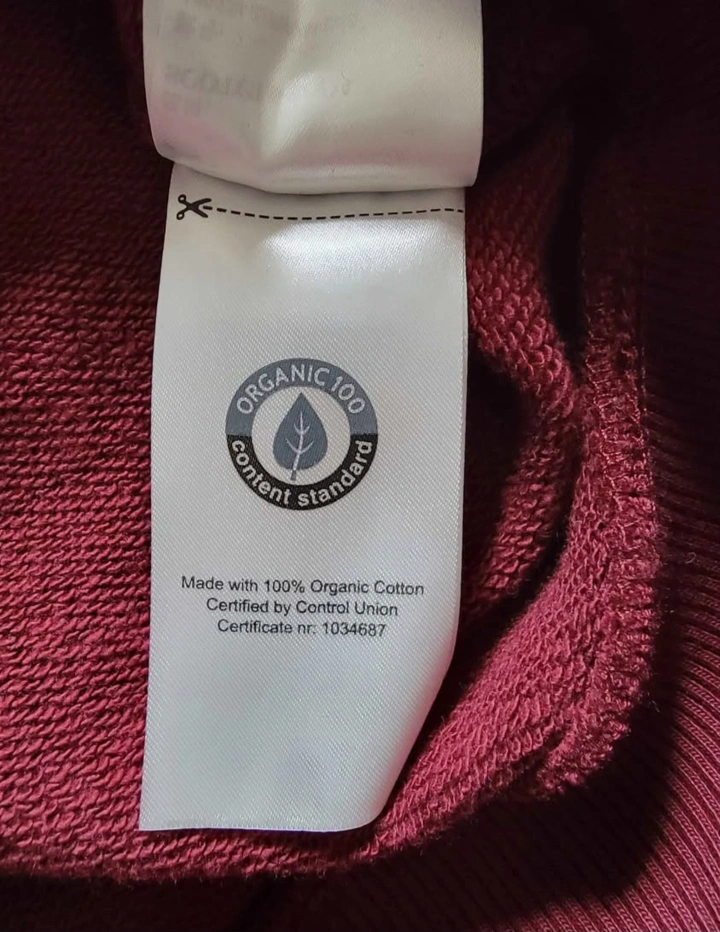 ORGANIC 100
content standard
Made with 100% Organic Cotton
Certified by Control Union
Certificate nr: 1034687